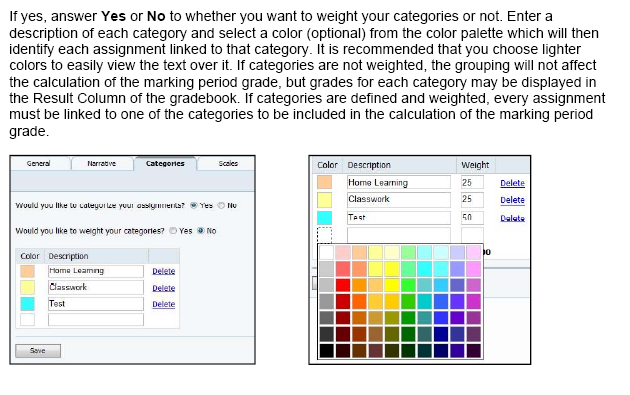 If yes, answer Yes or No to whether you want to weight your categories or not. Enter a
description of each category and select a color (optional) from the color palette which will then
identify each assignment linked to that category. It is recommended that you choose lighter
colors to easily view the text over it. If categories are not weighted, the grouping will not affect
the calculation of the marking period grade, but grades for each category may be displayed in
the Result Column of the gradebook. If categories are defined and weighted, every assignment
must be linked to one of the categories to be included in the calculation of the marking period
grade.
General Narrative Categories Scales
Would you like to categorize your assignments? Yes No
Would you like to weight your categories? Yes No
Color Description
Home Learning Delete
Classwork Delete
Test Delete
Save
Color Description Weight
Home Learning 25 Delete
Classwork 25 Delete
Test 50 Delete